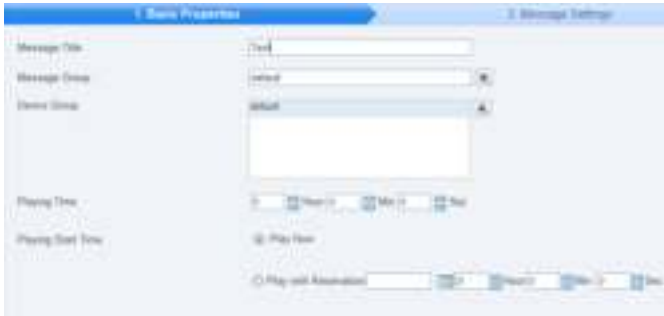 1. Basic Properties
2. Message Settings
Message Title
Test
Message Group
default
Device Group
default
Playing Time
Hour
Min
Sec
Playing Start Time
Play Now
Play with Reservation
Hour
Min
Sec